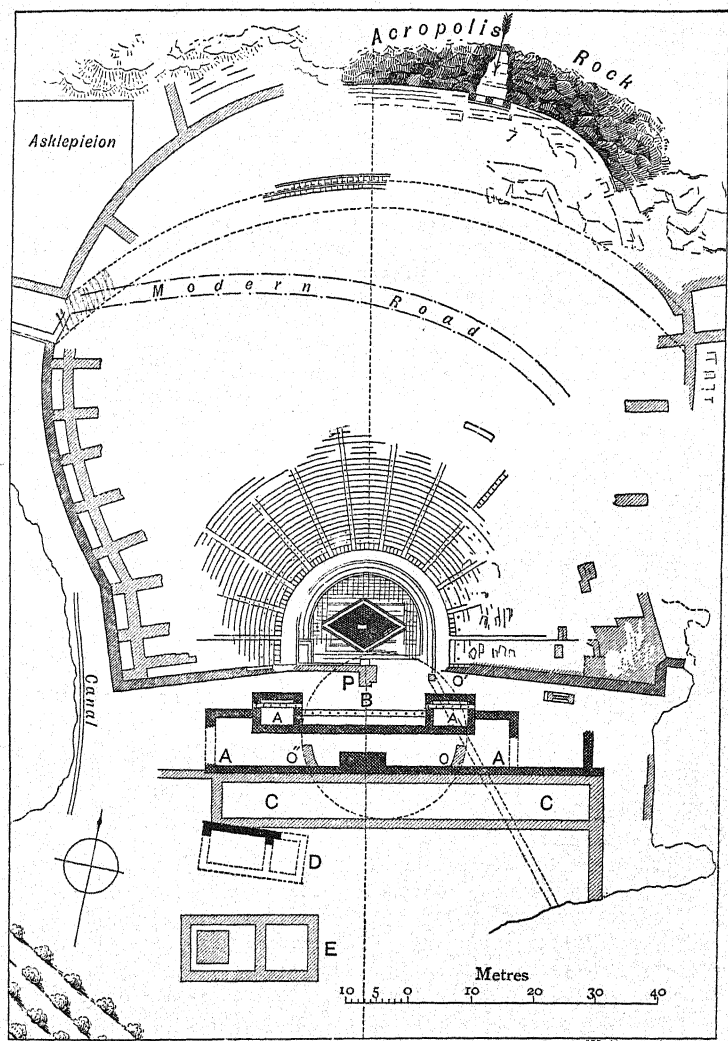 Acropolis Rock
Asklepieion
Modern Road
Canal
P
B
O'
A A
A O" O A
C C
D
E
Metres
10 5 0 10 20 30 40